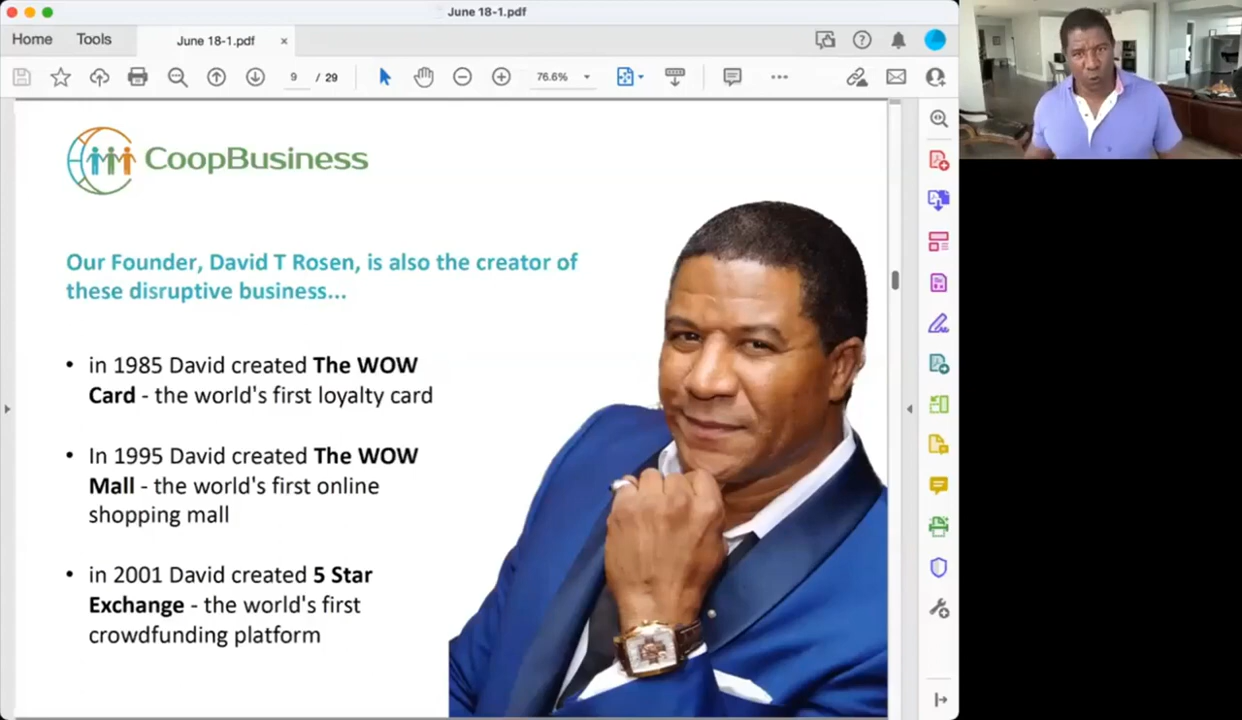 June 18-1.pdf
Home Tools June 18-1.pdf ×
9 / 29 76.6%
CoopBusiness
Our Founder, David T Rosen, is also the creator of
these disruptive business...
• in 1985 David created The WOW
Card - the world's first loyalty card
• In 1995 David created The WOW
Mall - the world's first online
shopping mall
• in 2001 David created 5 Star
Exchange - the world's first
crowdfunding platform